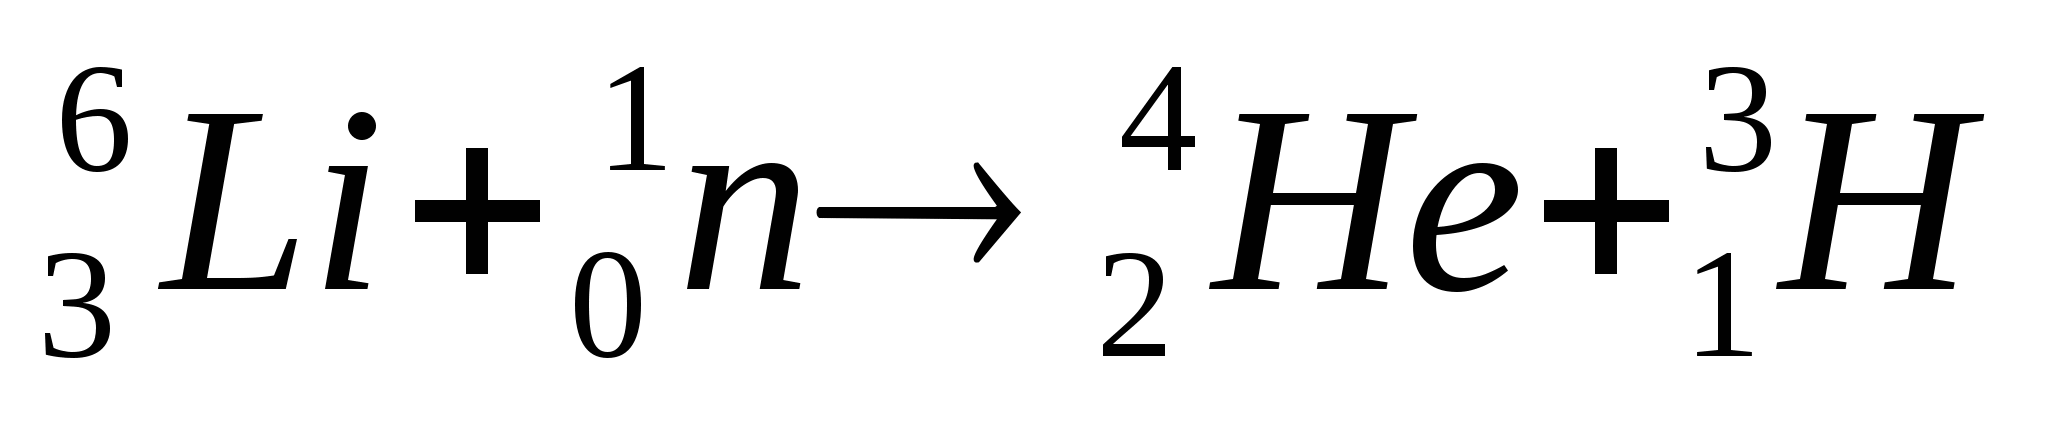 ⁶₃Li + ¹₀n → ⁴₂He + ³₁H